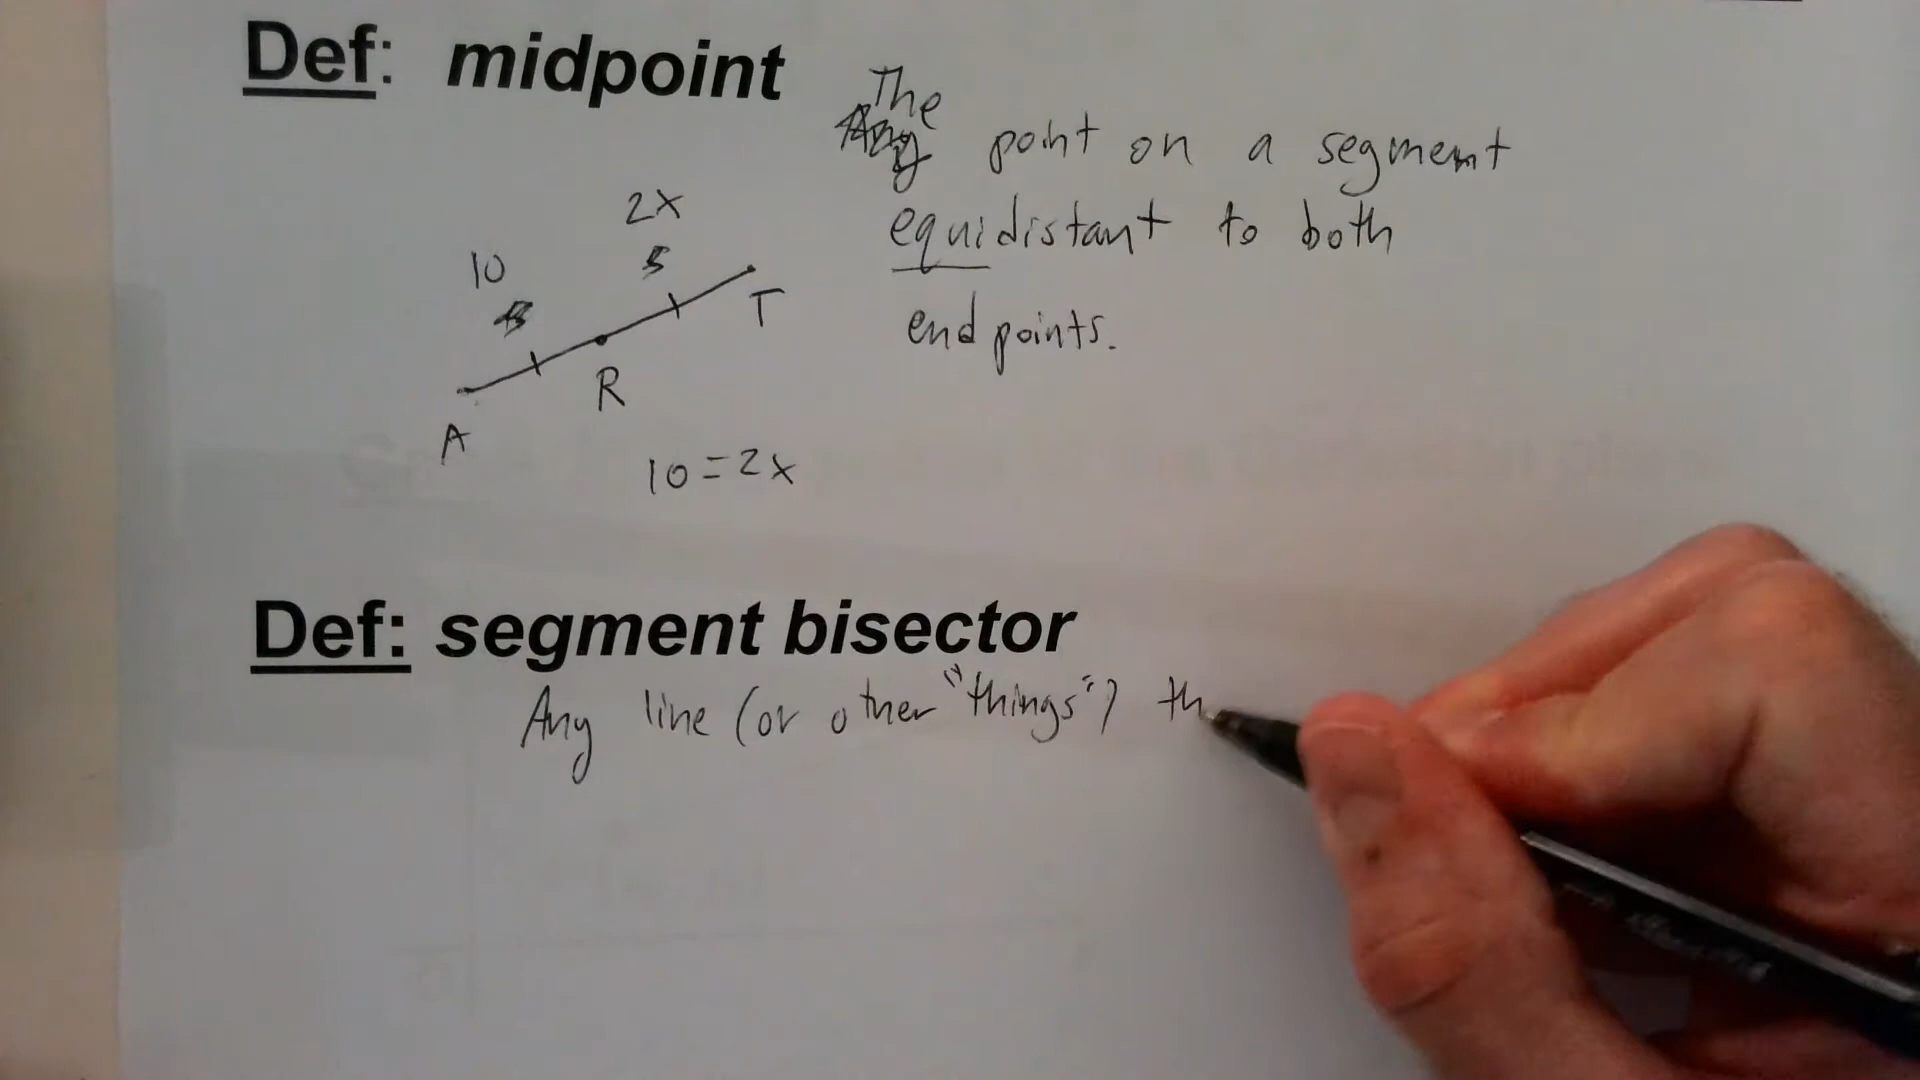 Def: midpoint
The
point on a segment
equidistant to both
endpoints.
2x
10
5
T
R
A
10=2x
Def: segment bisector
Any line (or other "things") th